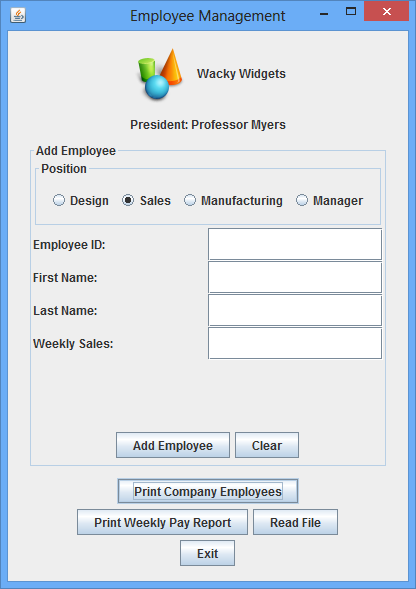 Employee Management
Wacky Widgets
President: Professor Myers
Add Employee
Position
Design Sales Manufacturing Manager
Employee ID:
First Name:
Last Name:
Weekly Sales:
Add Employee Clear
Print Company Employees
Print Weekly Pay Report Read File
Exit